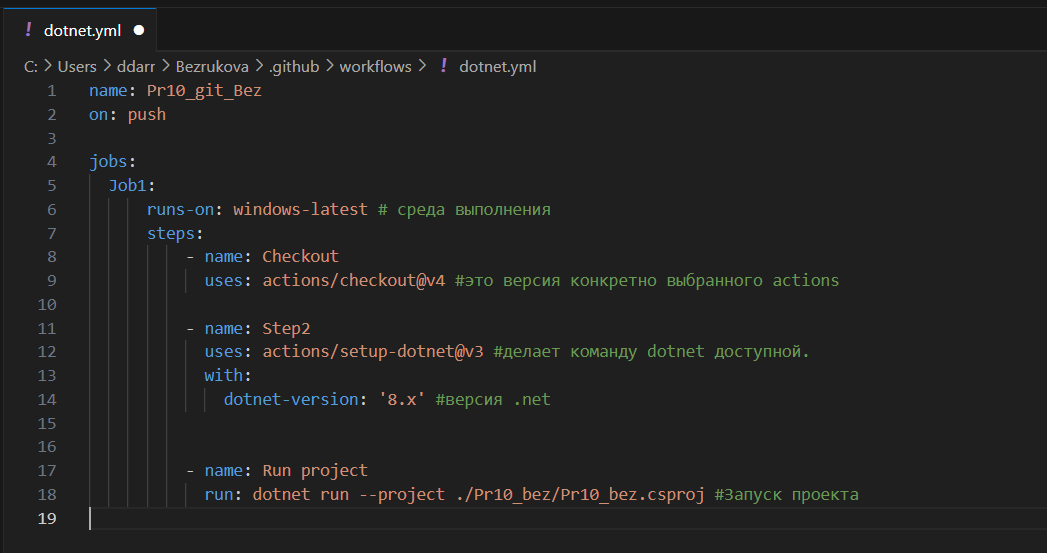 ! dotnet.yml ●
C: > Users > ddarr > Bezrukova > .github > workflows > ! dotnet.yml
1 name: Pr10_git_Bez
2 on: push
3
4 jobs:
5 Job1:
6 runs-on: windows-latest # среда выполнения
7 steps:
8 - name: Checkout
9 uses: actions/checkout@v4 #это версия конкретно выбранного actions
10
11 - name: Step2
12 uses: actions/setup-dotnet@v3 #делает команду dotnet доступной.
13 with:
14 dotnet-version: '8.x' #версия .net
15
16
17 - name: Run project
18 run: dotnet run --project ./Pr10_bez/Pr10_bez.csproj #Запуск проекта
19